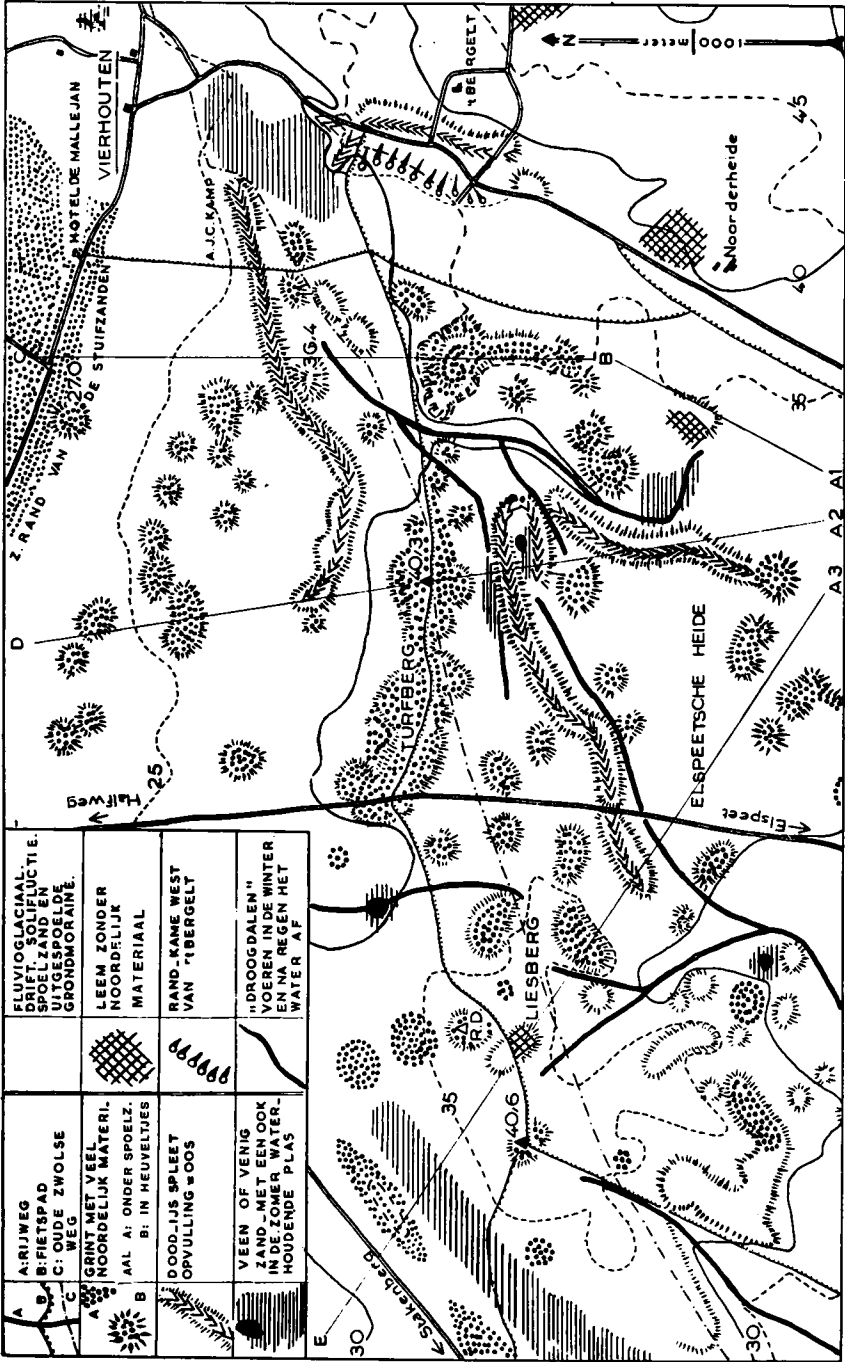 A
B
C
A: RIJWEG
B: FIETSPAD
C: OUDE ZWOLSE
WEG
FLUVIOGLACIAAL.
DRIFT. SOLIFLUCTIE.
SPOELZAND EN
UITGESPOELDE
GRONDMORAINE.
A
B
GRINT MET VEEL
NOORDELIJK MATERI-
AAL A: ONDER SPOELZ.
B: IN HEUVELTJES
LEEM ZONDER
NOORDELIJK
MATERIAAL
DOOD-IJS SPLEET
OPVULLING = OOS
RAND-KAME WEST
VAN 'T BERGELT
VEEN OF VENIG
ZAND-MET EEN OOK
IN DE ZOMER WATER-
HOUDENDE PLAS
"DROOGDALEN"
VOEREN IN DE WINTER
EN NA REGEN HET
WATER AF
Z. RAND VAN DE STUIFZANDEN
HOTEL DE MALLEJAN
VIERHOUTEN
A.J.C. KAMP
D
C
27.0
25
Halfweg
36.4
't BERGELT
N
1000 meter
TURFBERG
40.3
B
45
Noorderheide
40
35
A1
A2
A3
ELSPEETSCHE HEIDE
Elspeet
LIESBERG
R.D.
35
40.6
E
30
Stakenberg
30